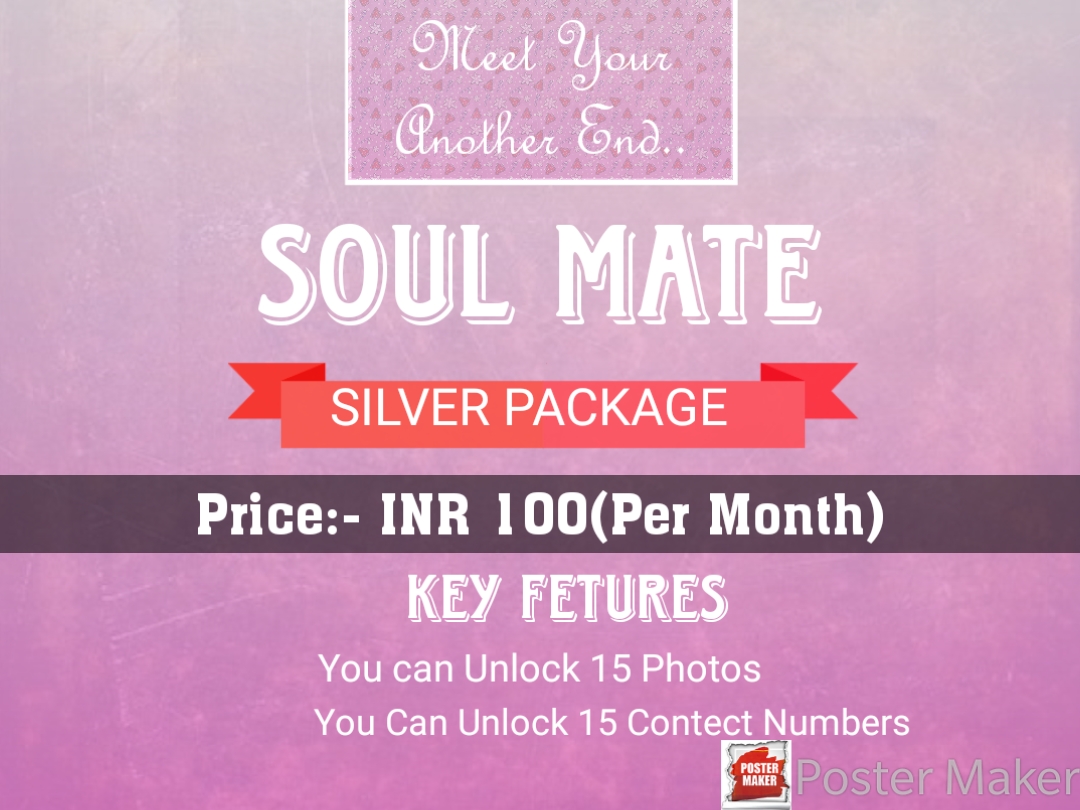 Meet Your
Another End..
SOUL MATE
SILVER PACKAGE
Price:- INR 100(Per Month)
KEY FETURES
You can Unlock 15 Photos
You Can Unlock 15 Contect Numbers
POSTER
MAKER
Poster Maker